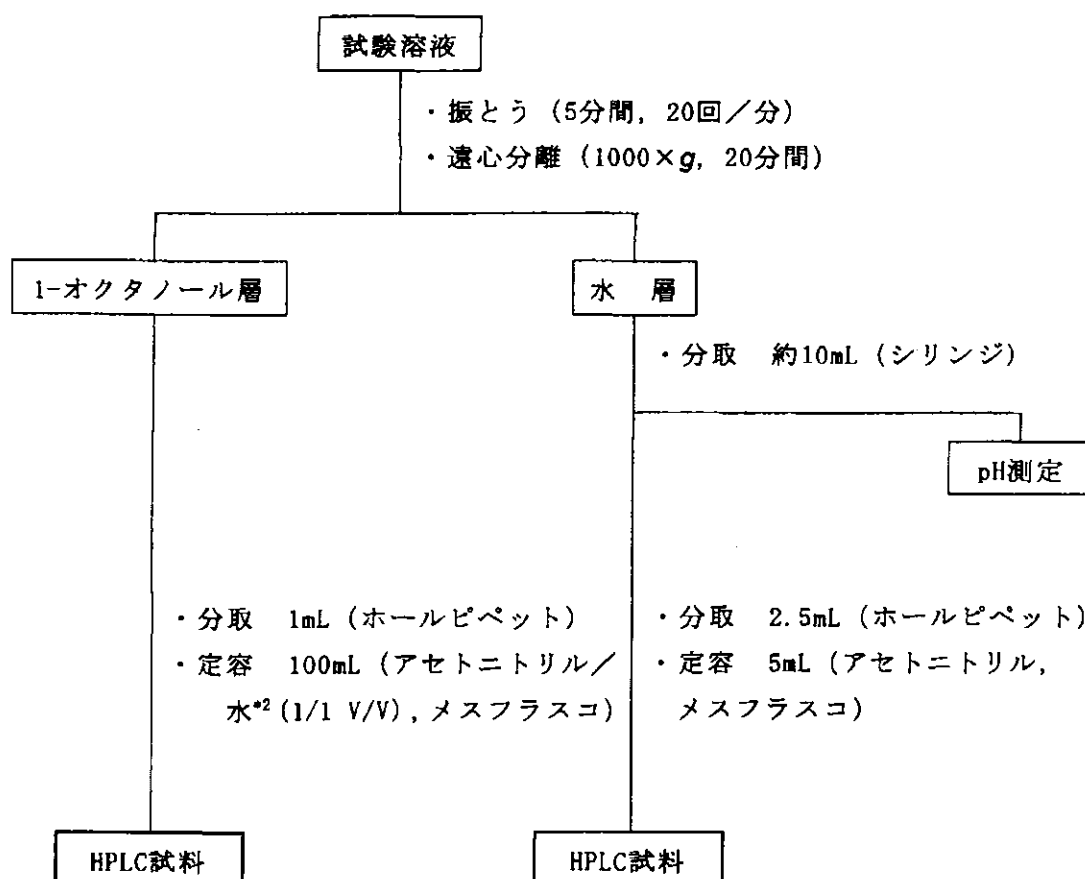 試験溶液
・振とう (5分間, 20回／分)
・遠心分離 (1000×g, 20分間)
1-オクタノール層
水　層
・分取　約10mL (シリンジ)
pH測定
・分取　1mL (ホールピペット)
・定容　100mL (アセトニトリル／
水*2 (1/1 V/V), メスフラスコ)
・分取　2.5mL (ホールピペット)
・定容　5mL (アセトニトリル,
メスフラスコ)
HPLC試料
HPLC試料